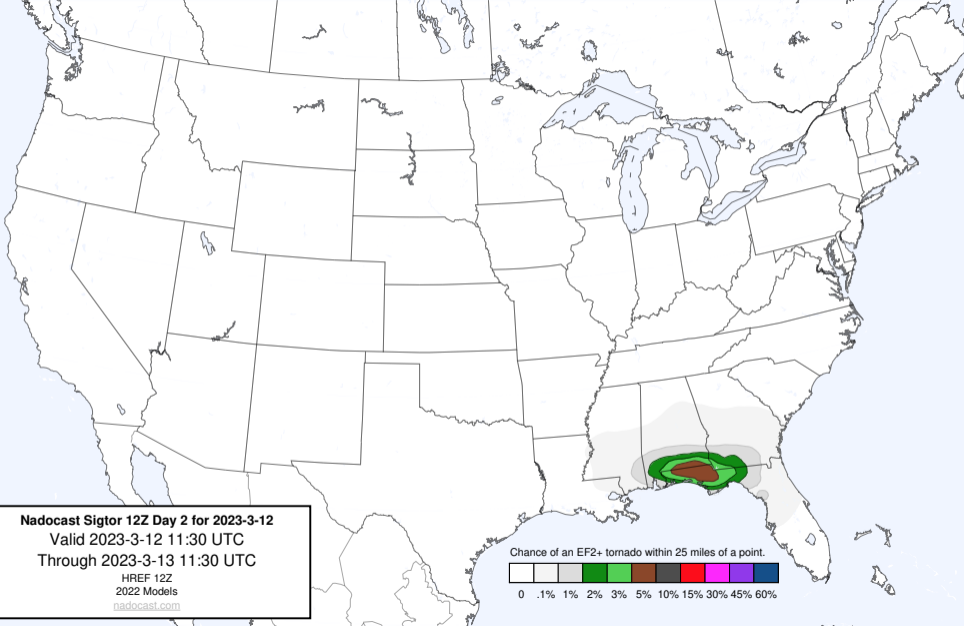 Nadocast Sigtor 12Z Day 2 for 2023-3-12
Valid 2023-3-12 11:30 UTC
Through 2023-3-13 11:30 UTC
HREF 12Z
2022 Models
nadocast.com
Chance of an EF2+ tornado within 25 miles of a point.
0 .1% 1% 2% 3% 5% 10% 15% 30% 45% 60%